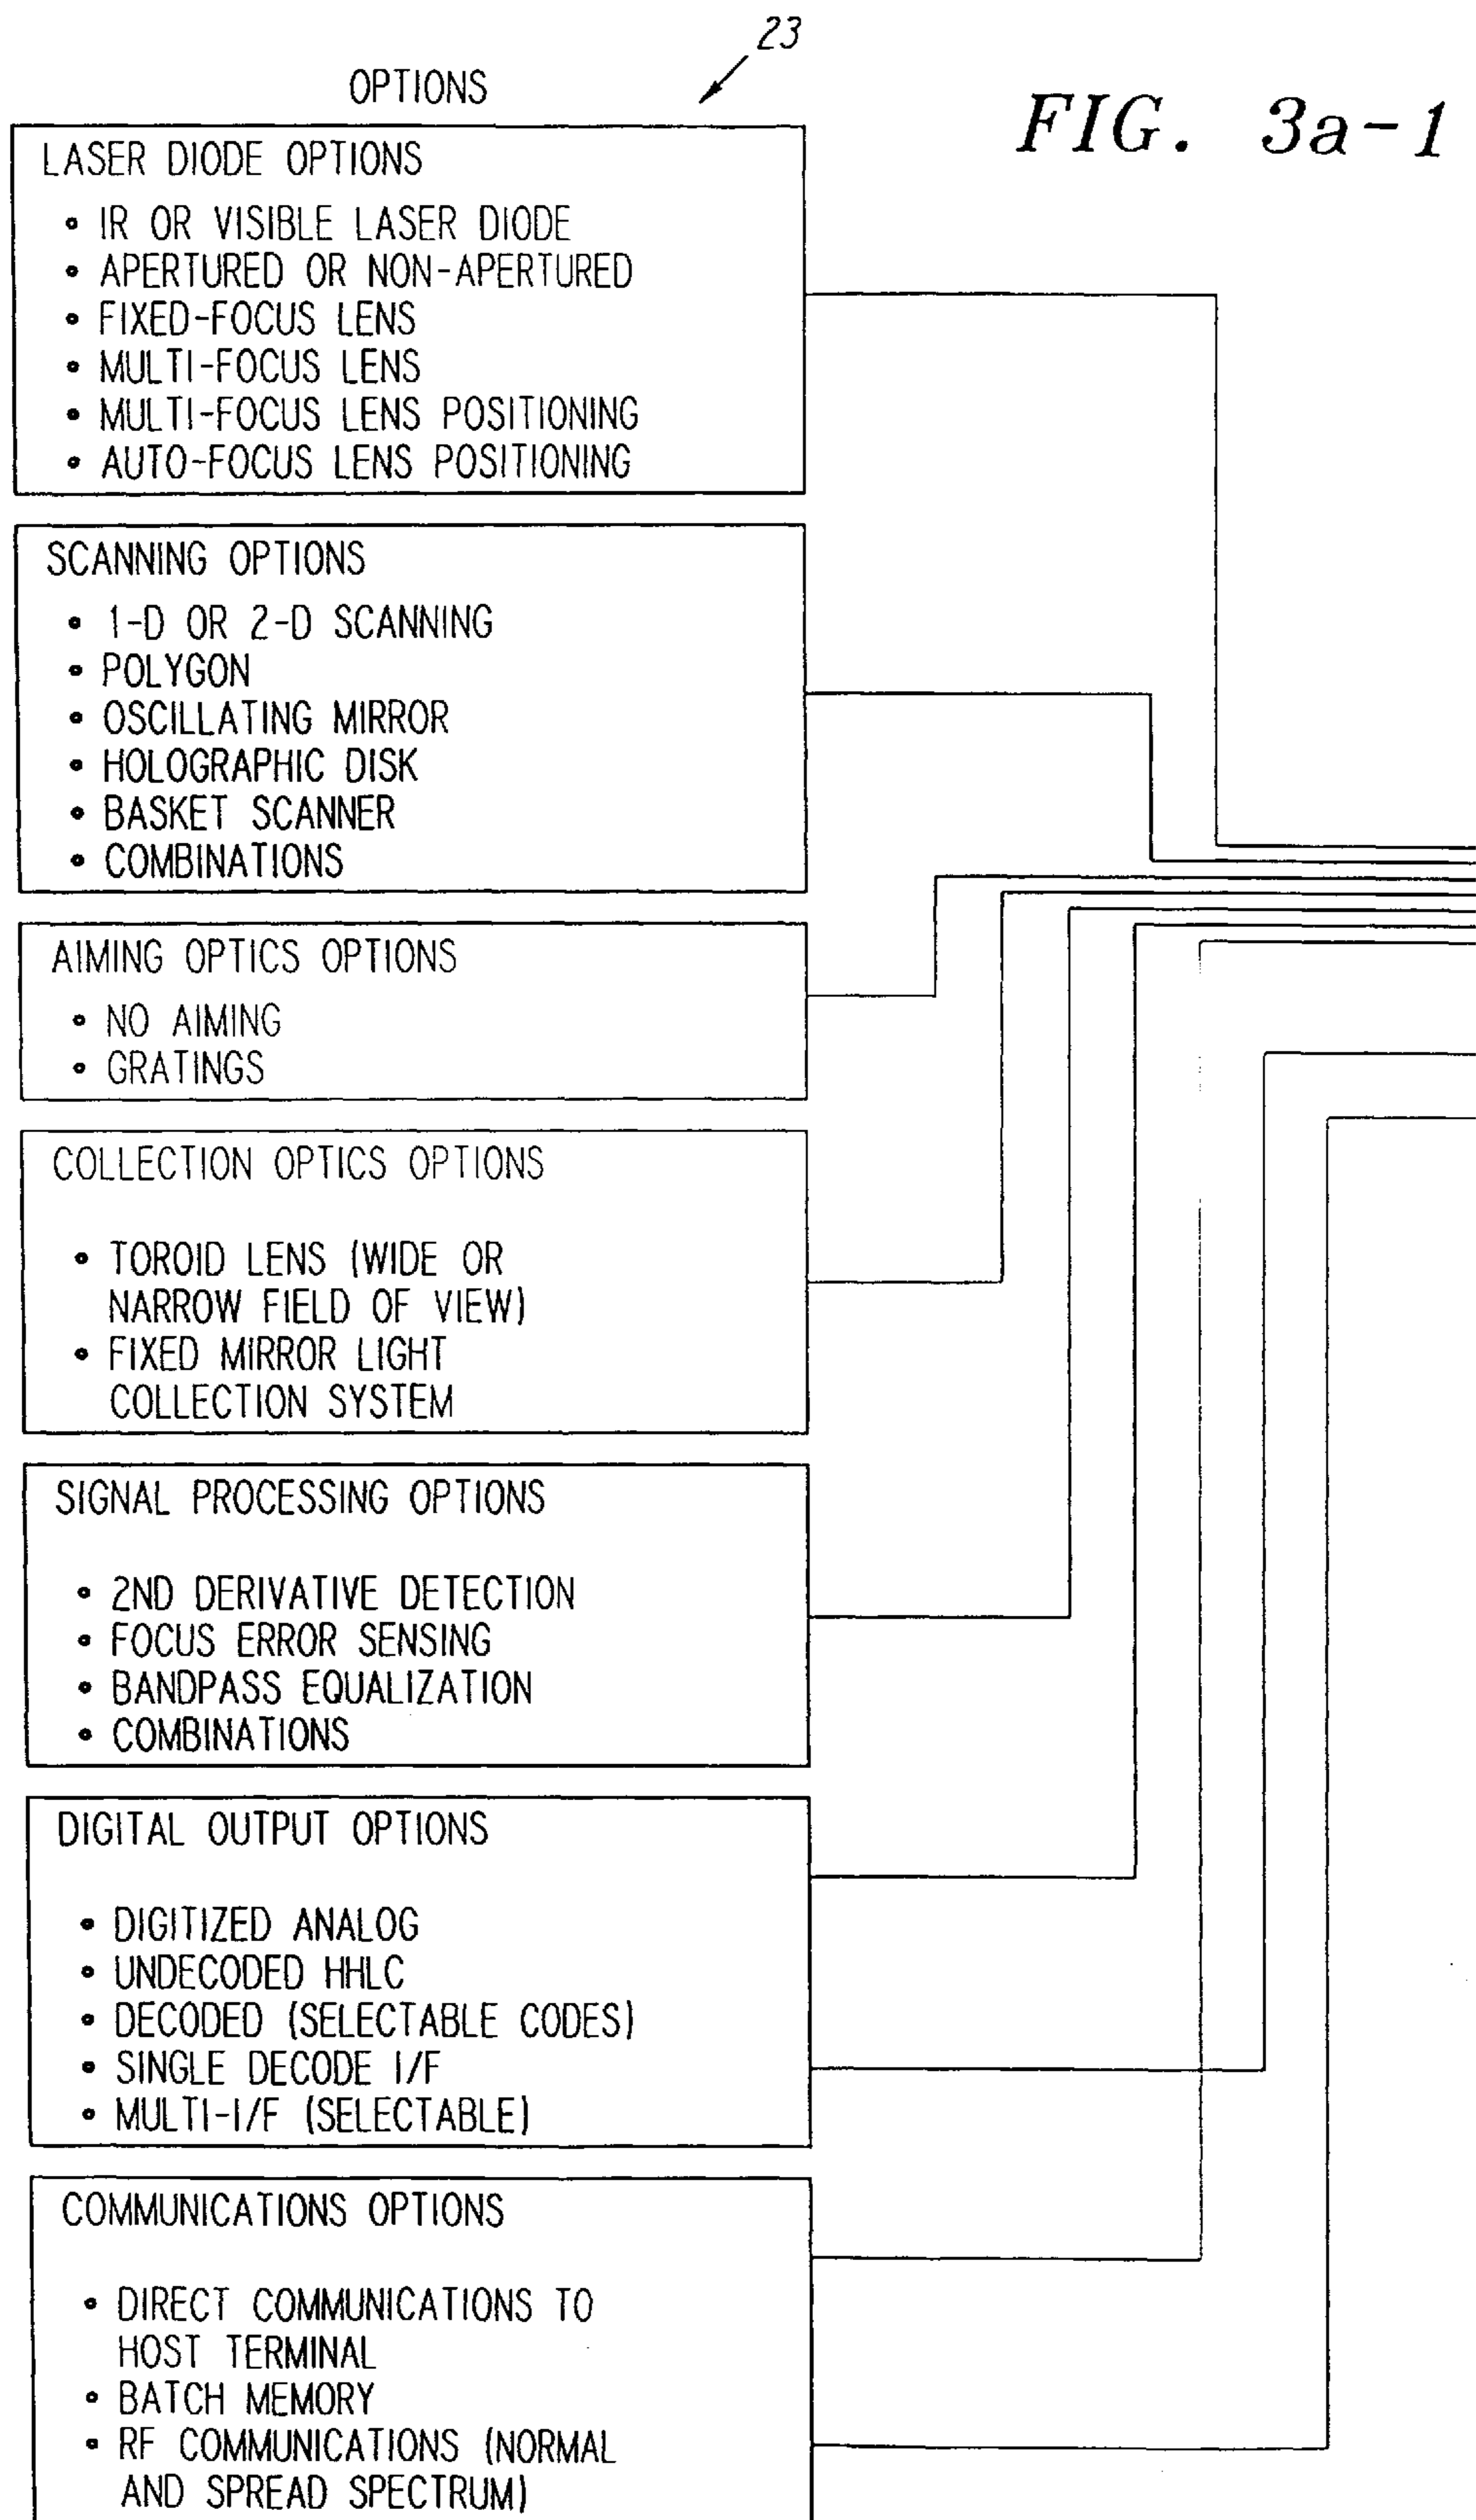 23
OPTIONS
FIG. 3a-1
LASER DIODE OPTIONS
• IR OR VISIBLE LASER DIODE
• APERTURED OR NON-APERTURED
• FIXED-FOCUS LENS
• MULTI-FOCUS LENS
• MULTI-FOCUS LENS POSITIONING
• AUTO-FOCUS LENS POSITIONING
SCANNING OPTIONS
• 1-D OR 2-D SCANNING
• POLYGON
• OSCILLATING MIRROR
• HOLOGRAPHIC DISK
• BASKET SCANNER
• COMBINATIONS
AIMING OPTICS OPTIONS
• NO AIMING
• GRATINGS
COLLECTION OPTICS OPTIONS
• TOROID LENS (WIDE OR
NARROW FIELD OF VIEW)
• FIXED MIRROR LIGHT
COLLECTION SYSTEM
SIGNAL PROCESSING OPTIONS
• 2ND DERIVATIVE DETECTION
• FOCUS ERROR SENSING
• BANDPASS EQUALIZATION
• COMBINATIONS
DIGITAL OUTPUT OPTIONS
• DIGITIZED ANALOG
• UNDECODED HHLC
• DECODED (SELECTABLE CODES)
• SINGLE DECODE I/F
• MULTI-I/F (SELECTABLE)
COMMUNICATIONS OPTIONS
• DIRECT COMMUNICATIONS TO
HOST TERMINAL
• BATCH MEMORY
• RF COMMUNICATIONS (NORMAL
AND SPREAD SPECTRUM)